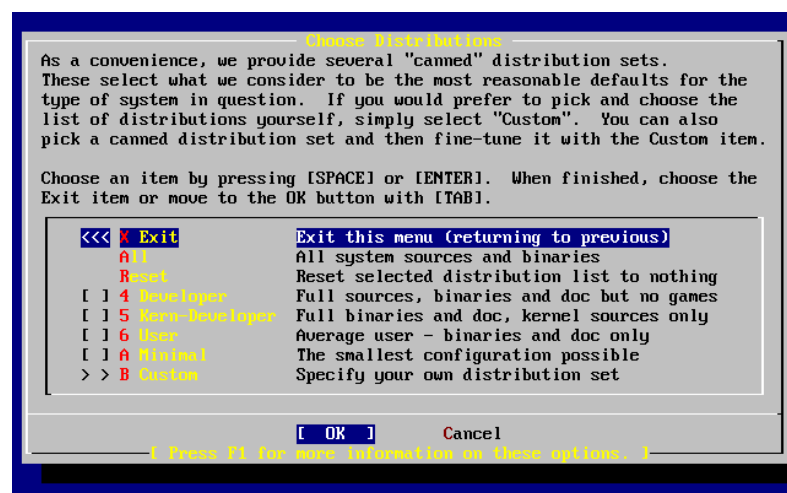 Choose Distributions
As a convenience, we provide several "canned" distribution sets.
These select what we consider to be the most reasonable defaults for the
type of system in question.  If you would prefer to pick and choose the
list of distributions yourself, simply select "Custom".  You can also
pick a canned distribution set and then fine-tune it with the Custom item.
Choose an item by pressing [SPACE] or [ENTER].  When finished, choose the
Exit item or move to the OK button with [TAB].
<<< X Exit Exit this menu (returning to previous)
All All system sources and binaries
Reset Reset selected distribution list to nothing
[ ] 4 Developer Full sources, binaries and doc but no games
[ ] 5 Kern-Developer Full binaries and doc, kernel sources only
[ ] 6 User Average user - binaries and doc only
[ ] A Minimal The smallest configuration possible
> > B Custom Specify your own distribution set
[ OK ] Cancel
[ Press F1 for more information on these options. ]